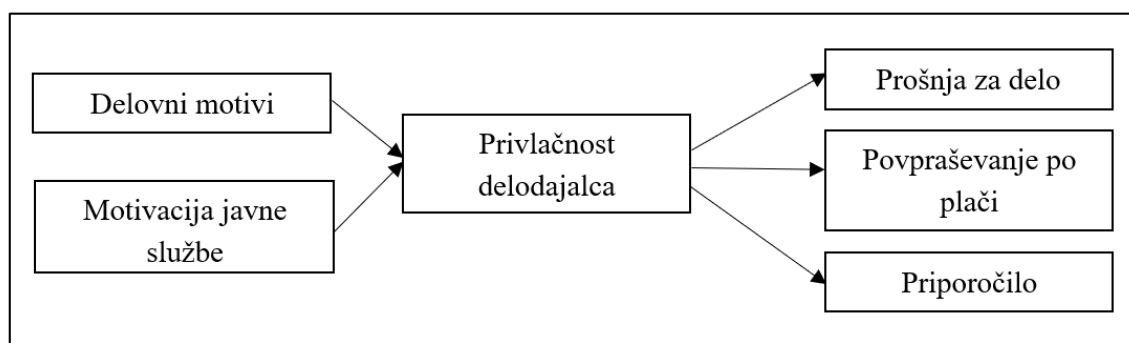 Delovni motivi
Motivacija javne
službe
Privlačnost
delodajalca
Prošnja za delo
Povpraševanje po
plači
Priporočilo